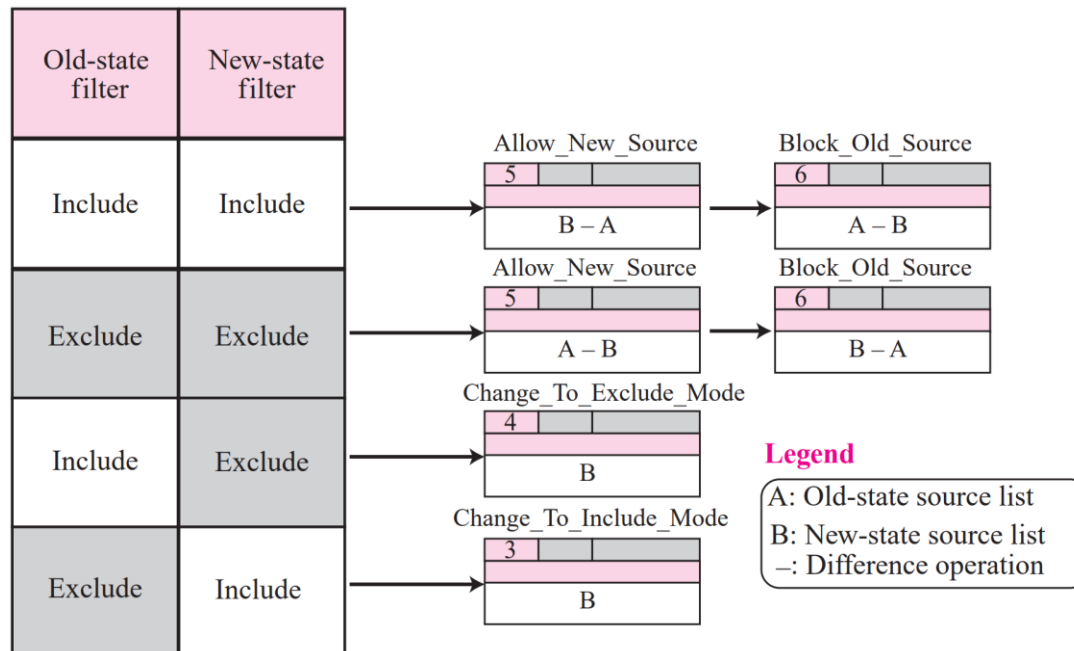 Old-state
filter
New-state
filter
Include
Include
Allow_New_Source
5
B – A
Block_Old_Source
6
A – B
Exclude
Exclude
Allow_New_Source
5
A – B
Block_Old_Source
6
B – A
Include
Exclude
Change_To_Exclude_Mode
4
B
Exclude
Include
Change_To_Include_Mode
3
B
Legend
A: Old-state source list
B: New-state source list
–: Difference operation